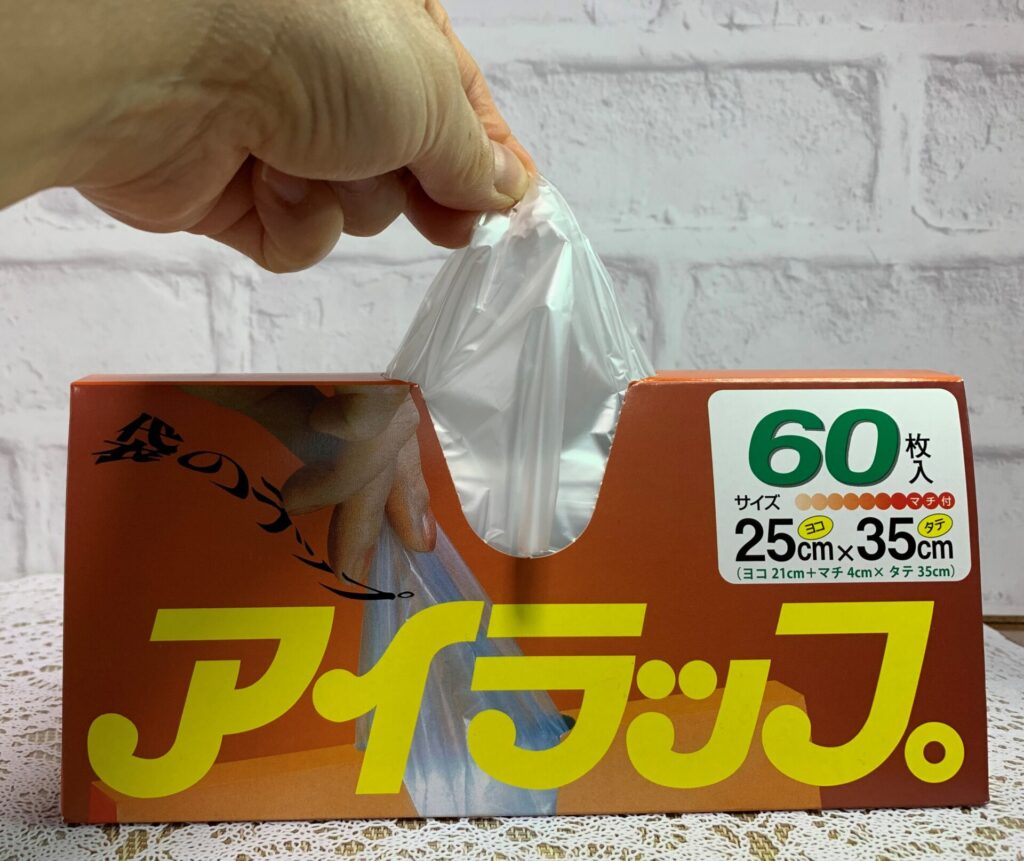 袋のラップ。
60枚入
サイズ マチ付
25cm ヨコ × 35cm タテ
(ヨコ 21cm＋マチ 4cm× タテ 35cm)
アイラップ。